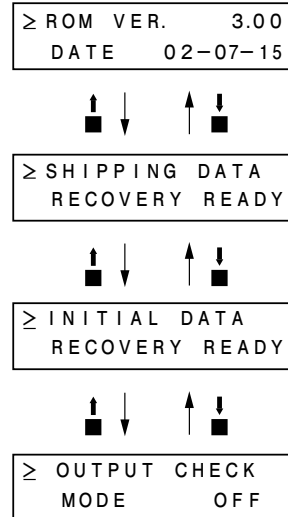 ≥ROM VER. 3.00
DATE 02-07-15
≥SHIPPING DATA
RECOVERY READY
≥INITIAL DATA
RECOVERY READY
≥ OUTPUT CHECK
MODE OFF